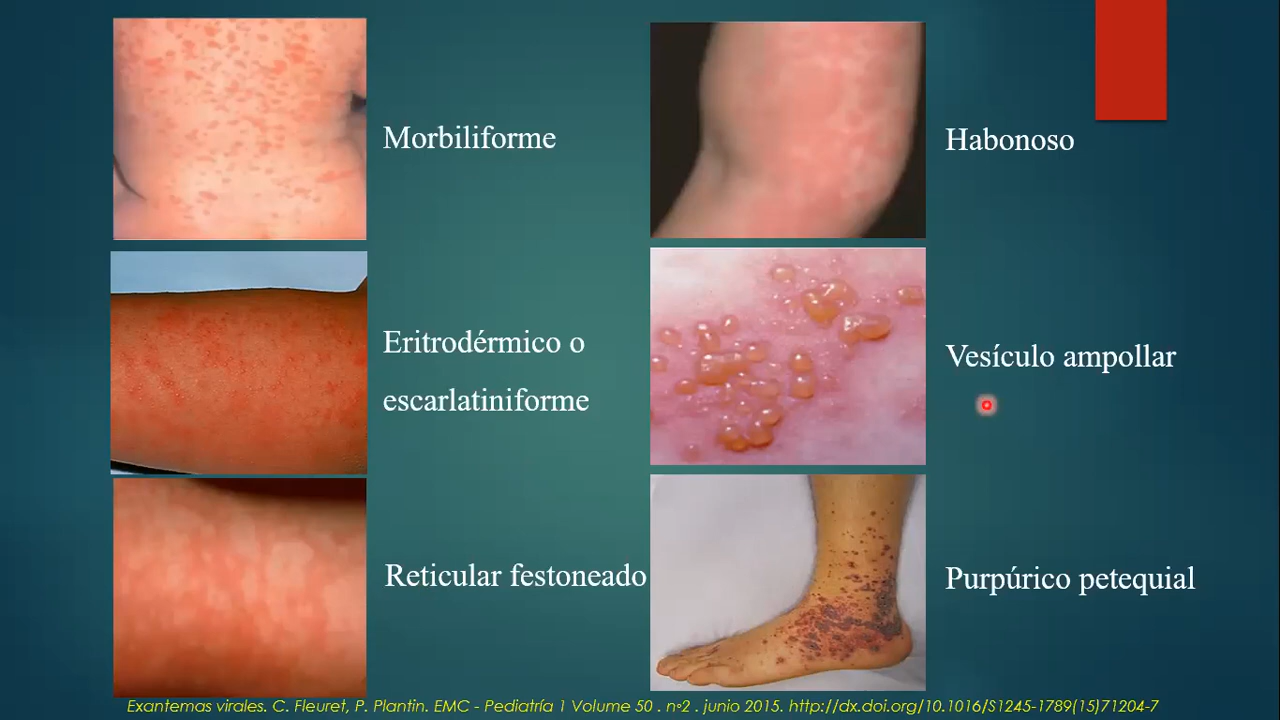 Morbiliforme
Habonoso
Eritrodérmico o
escarlatiniforme
Vesículo ampollar
Reticular festoneado
Purpúrico petequial
Exantemas virales. C. Fleuret, P. Plantin. EMC - Pediatría 1 Volume 50 . n◦2 . junio 2015. http://dx.doi.org/10.1016/S1245-1789(15)71204-7